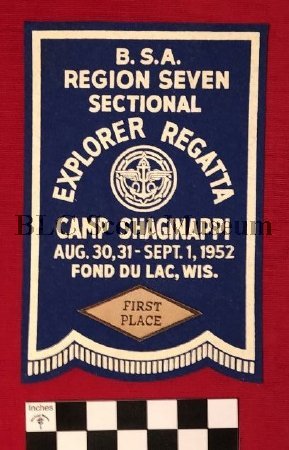 B. S. A.
REGION SEVEN
SECTIONAL
EXPLORER REGATTA
CAMP SHAGINAPPI
AUG. 30, 31 - SEPT. 1, 1952
FOND DU LAC, WIS.
FIRST
PLACE
Inches